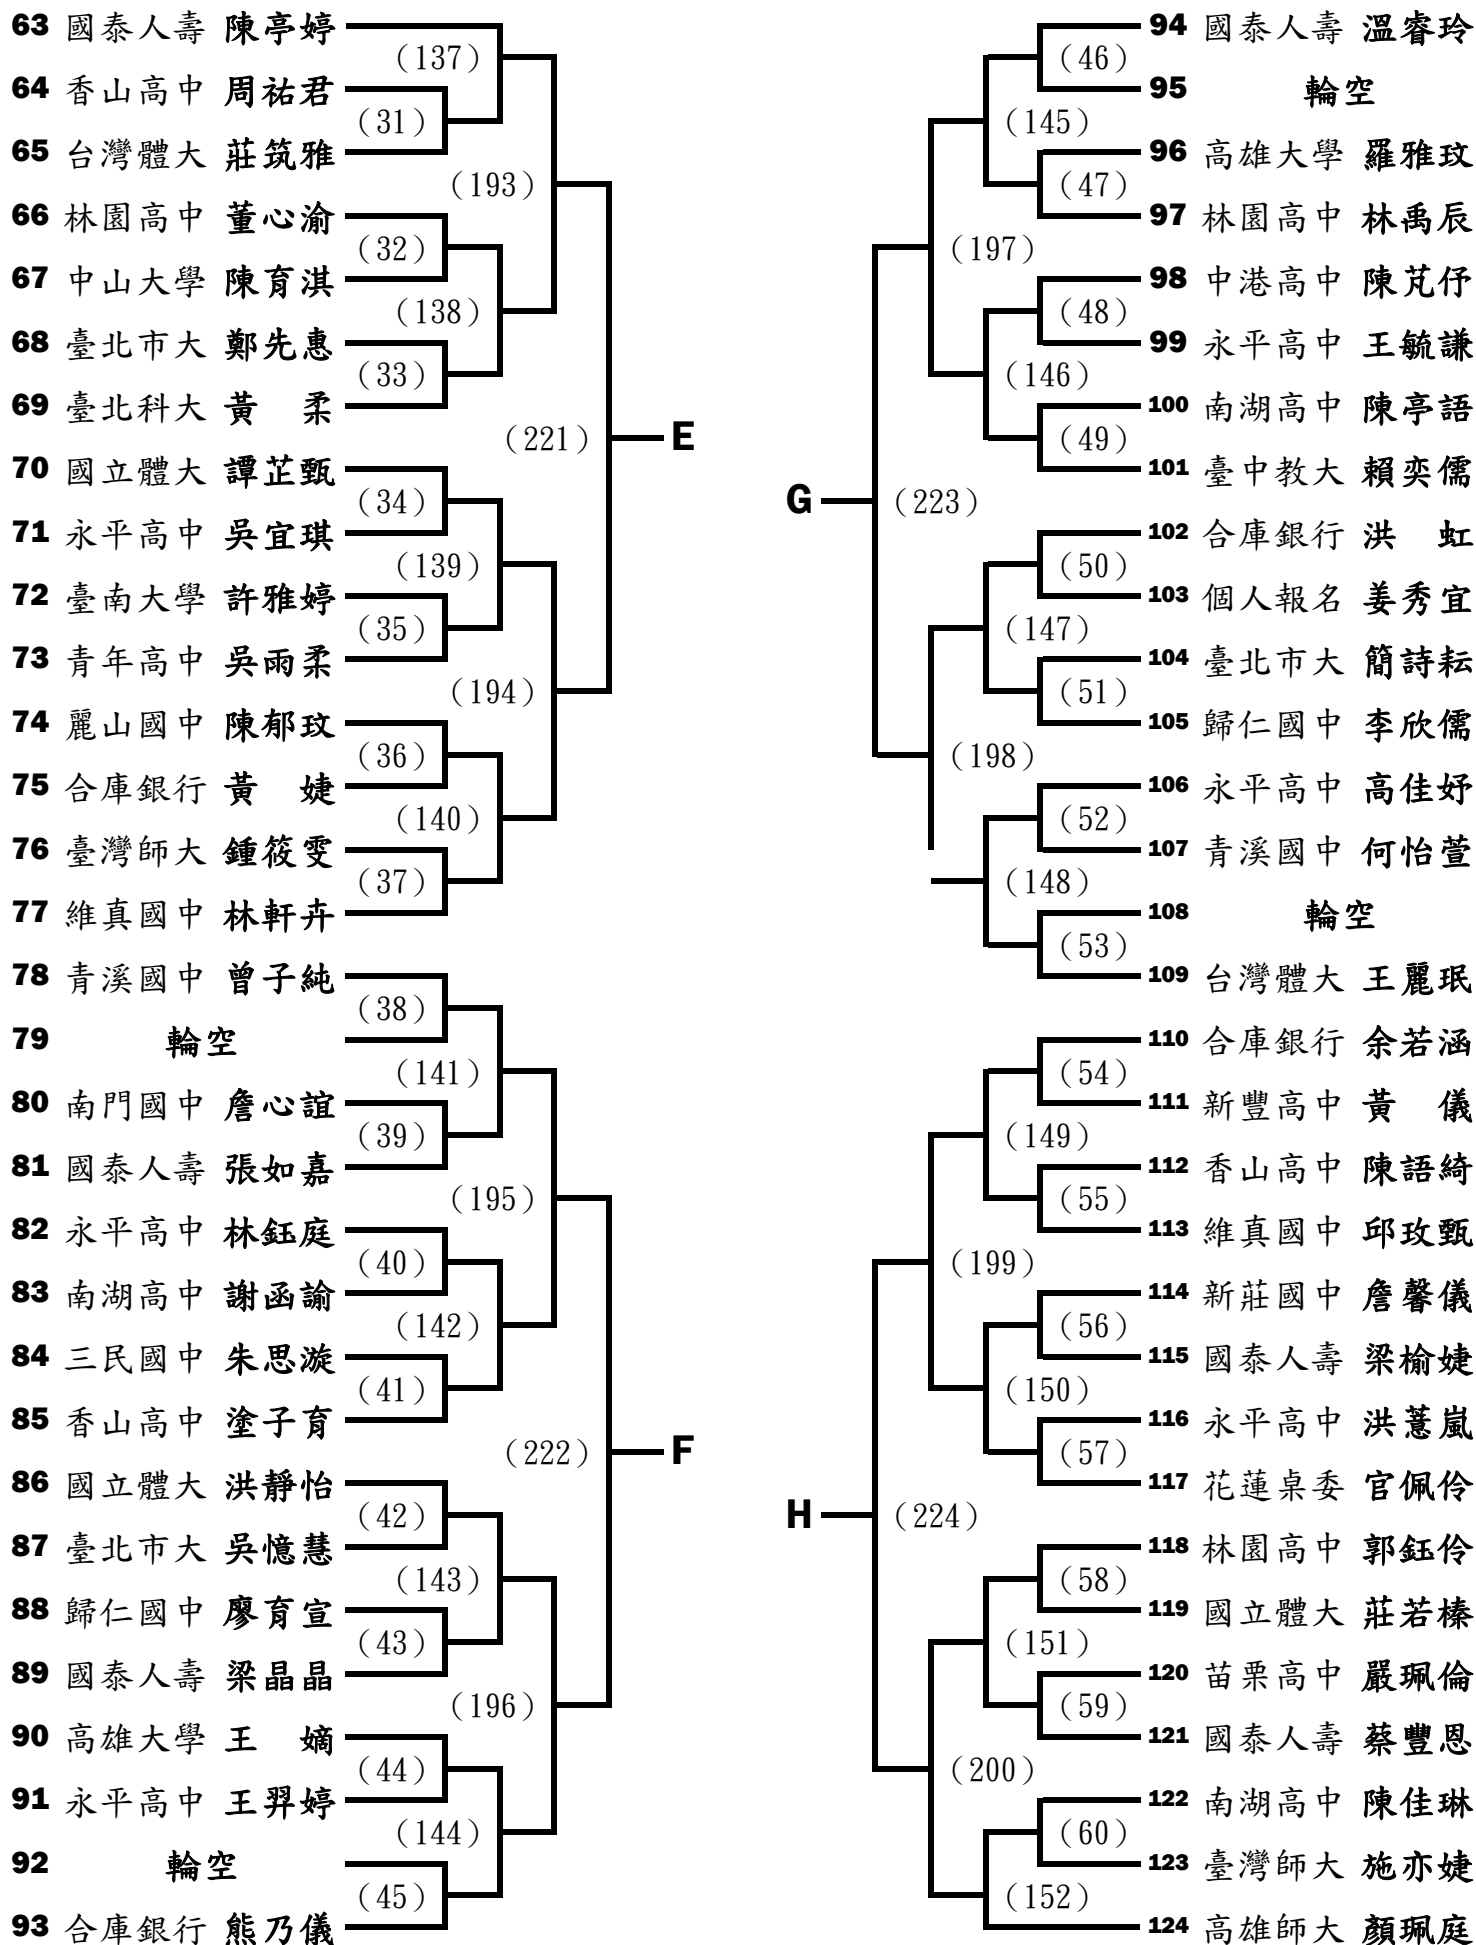 63 國泰人壽 陳亭婷
(137)
64 香山高中 周祐君
(31)
65 台灣體大 莊筑雅
(193)
66 林園高中 董心渝
(32)
67 中山大學 陳育淇
(138)
68 臺北市大 鄭先惠
(33)
69 臺北科大 黃 柔
(221) E
70 國立體大 譚芷甄
(34)
71 永平高中 吳宜琪
(139)
72 臺南大學 許雅婷
(35)
73 青年高中 吳雨柔
(194)
74 麗山國中 陳郁玟
(36)
75 合庫銀行 黃 婕
(140)
76 臺灣師大 鍾筱雯
(37)
77 維真國中 林軒卉
78 青溪國中 曾子純
(38)
79 輪空
(141)
80 南門國中 詹心誼
(39)
81 國泰人壽 張如嘉
(195)
82 永平高中 林鈺庭
(40)
83 南湖高中 謝函諭
(142)
84 三民國中 朱思漩
(41)
85 香山高中 塗子育
(222) F
86 國立體大 洪靜怡
(42)
87 臺北市大 吳憶慧
(143)
88 歸仁國中 廖育宣
(43)
89 國泰人壽 梁晶晶
(196)
90 高雄大學 王 嫡
(44)
91 永平高中 王羿婷
(144)
92 輪空
(45)
93 合庫銀行 熊乃儀
94 國泰人壽 溫睿玲
(46)
95 輪空
(145)
96 高雄大學 羅雅玟
(47)
97 林園高中 林禹辰
(197)
98 中港高中 陳芃伃
(48)
99 永平高中 王毓謙
(146)
100 南湖高中 陳亭語
(49)
101 臺中教大 賴奕儒
G (223)
102 合庫銀行 洪 虹
(50)
103 個人報名 姜秀宜
(147)
104 臺北市大 簡詩耘
(51)
105 歸仁國中 李欣儒
(198)
106 永平高中 高佳妤
(52)
107 青溪國中 何怡萱
(148)
108 輪空
(53)
109 台灣體大 王麗珉
110 合庫銀行 余若涵
(54)
111 新豐高中 黃 儀
(149)
112 香山高中 陳語綺
(55)
113 維真國中 邱玫甄
(199)
114 新莊國中 詹馨儀
(56)
115 國泰人壽 梁榆婕
(150)
116 永平高中 洪薏嵐
(57)
117 花蓮桌委 官佩伶
H (224)
118 林園高中 郭鈺伶
(58)
119 國立體大 莊若榛
(151)
120 苗栗高中 嚴珮倫
(59)
121 國泰人壽 蔡豐恩
(200)
122 南湖高中 陳佳琳
(60)
123 臺灣師大 施亦婕
(152)
124 高雄師大 顏珮庭